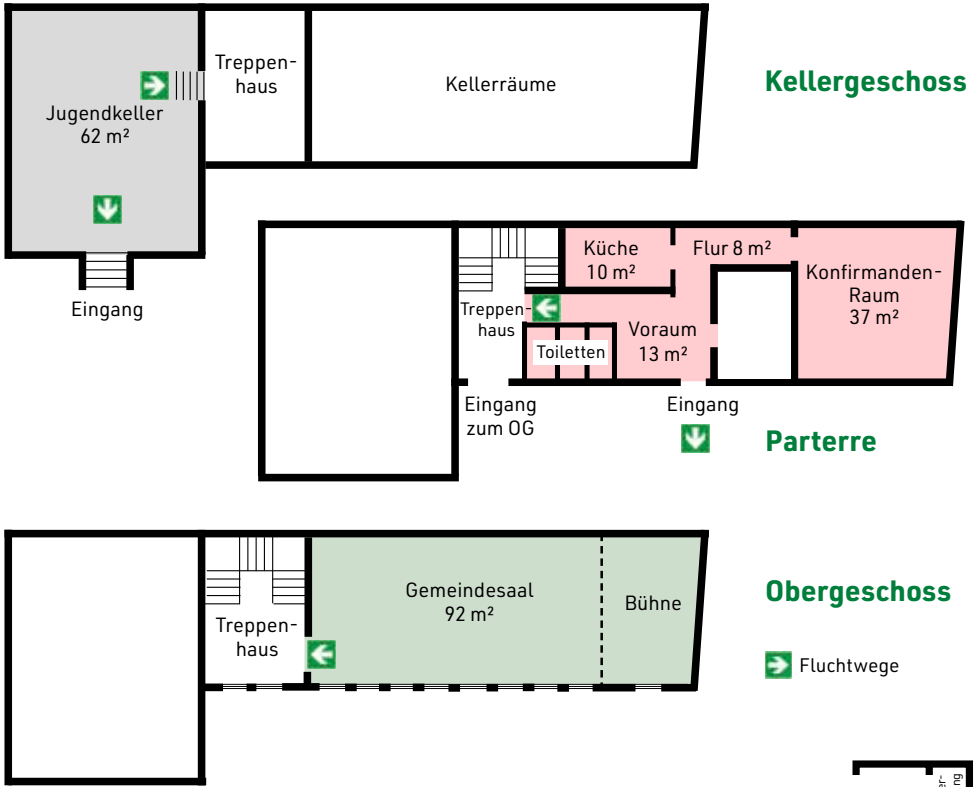 Treppen-
haus
Kellerräume
Kellergeschoss
Jugendkeller
62 m²
Eingang
Küche
10 m²
Flur 8 m²
Konfirmanden-
Raum
37 m²
Treppen-
haus
Voraum
13 m²
Toiletten
Eingang
zum OG
Eingang
Parterre
Gemeindesaal
92 m²
Bühne
Obergeschoss
Treppen-
haus
Fluchtwege